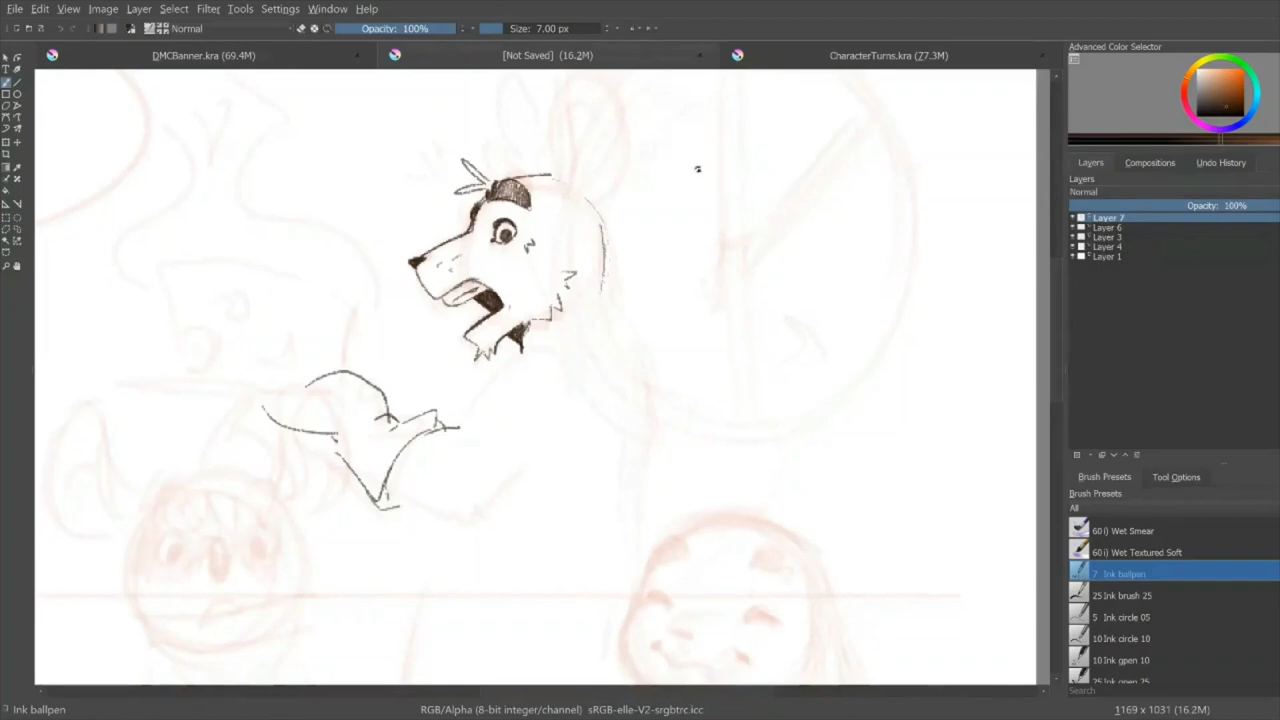 File Edit View Image Layer Select Filter Tools Settings Window Help
Normal
Opacity: 100%
Size: 7.00 px
DMCBanner.kra (69.4M)
[Not Saved] (16.2M)
CharacterTurns.kra (77.3M)
Advanced Color Selector
Layers Compositions Undo History
Layers
Normal
Opacity: 100%
Layer 7
Layer 6
Layer 3
Layer 4
Layer 1
Brush Presets Tool Options
Brush Presets
All
60 i) Wet Smear
60 i) Wet Textured Soft
7 Ink ballpen
25 Ink brush 25
5 Ink circle 05
10 Ink circle 10
10 Ink gpen 10
25 Ink gpen 25
Search
Ink ballpen
RGB/Alpha (8-bit integer/channel) sRGB-elle-V2-srgbtrc.icc
1169 x 1031 (16.2M)